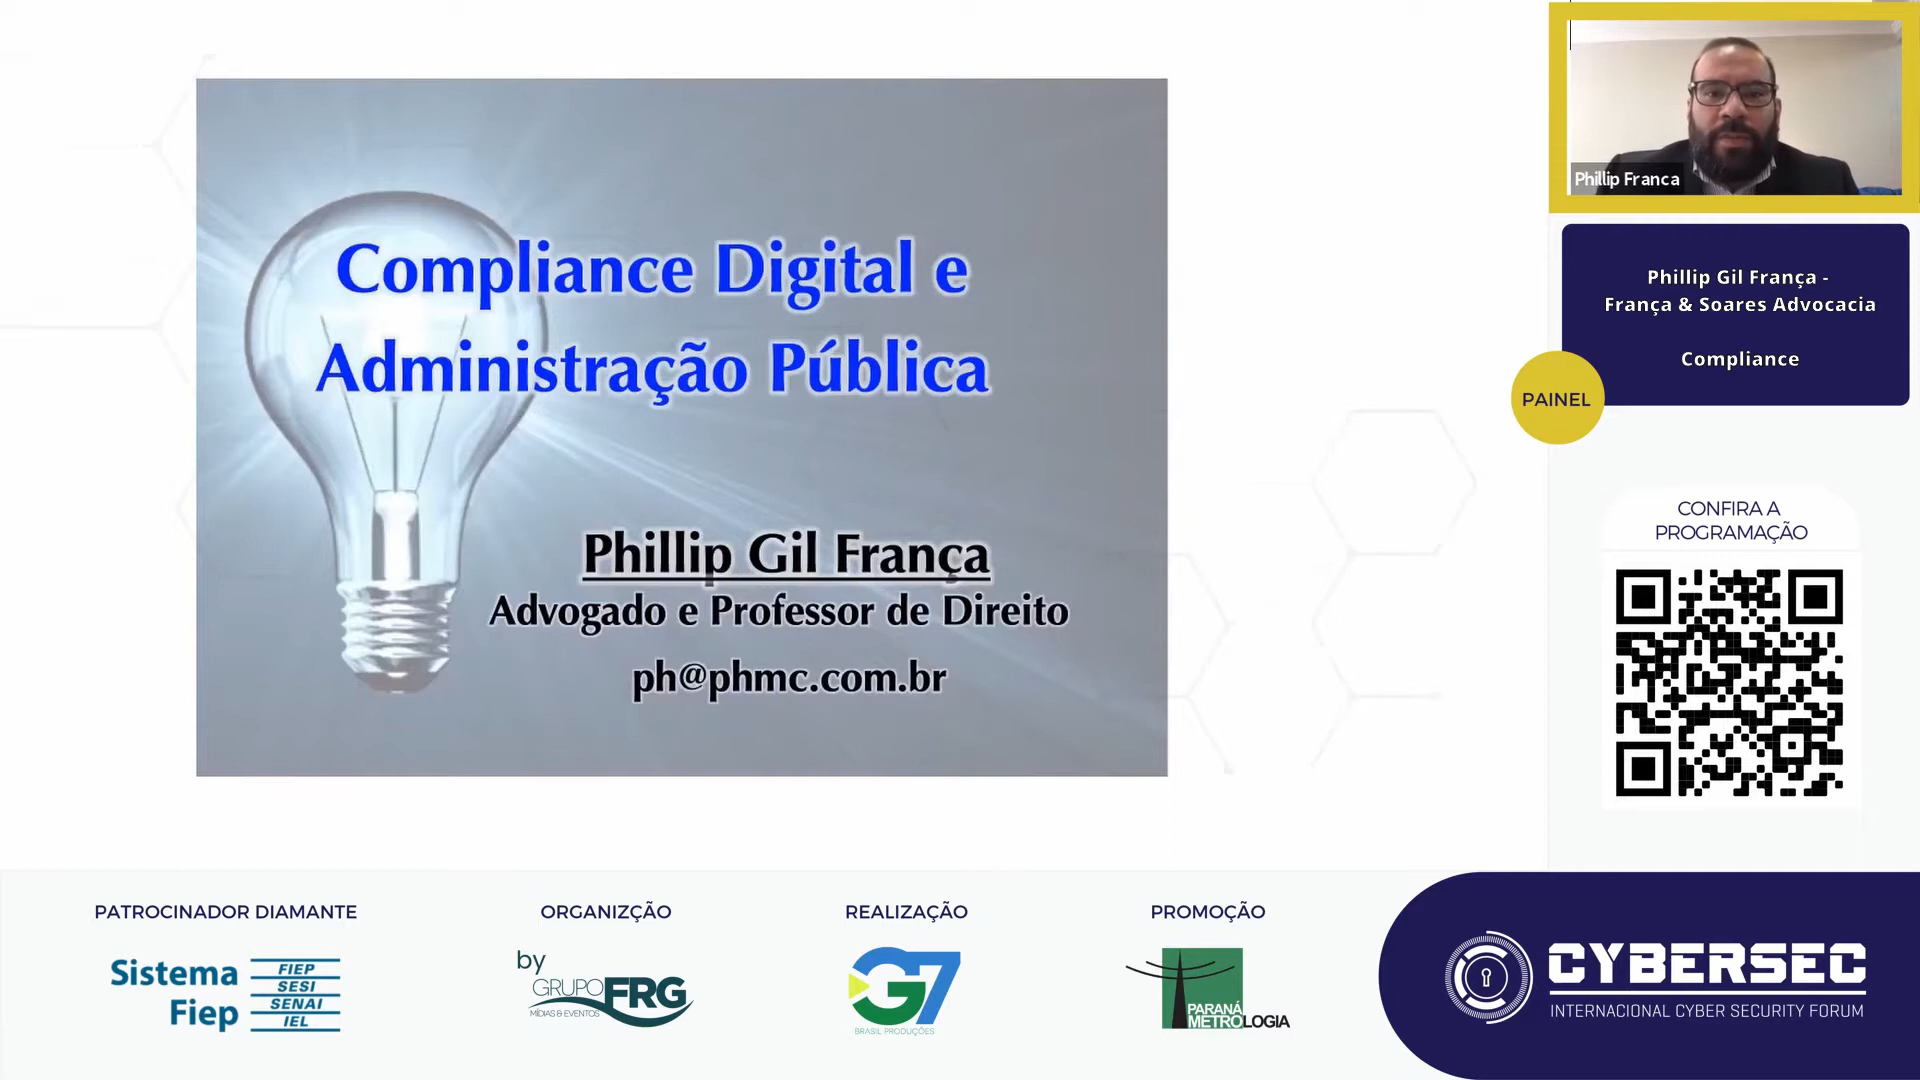 Compliance Digital e
Administração Pública
Phillip Gil França
Advogado e Professor de Direito
ph@phmc.com.br
Phillip Franca
Phillip Gil França -
França & Soares Advocacia
Compliance
PAINEL
CONFIRA A
PROGRAMAÇÃO
PATROCINADOR DIAMANTE
Sistema
Fiep
FIEP
SESI
SENAI
IEL
ORGANIZÇÃO
by
GRUPO FRG
MÍDIAS & EVENTOS
REALIZAÇÃO
G7
BRASIL PRODUÇÕES
PROMOÇÃO
PARANÁ
METROLOGIA
CYBERSEC
INTERNACIONAL CYBER SECURITY FORUM